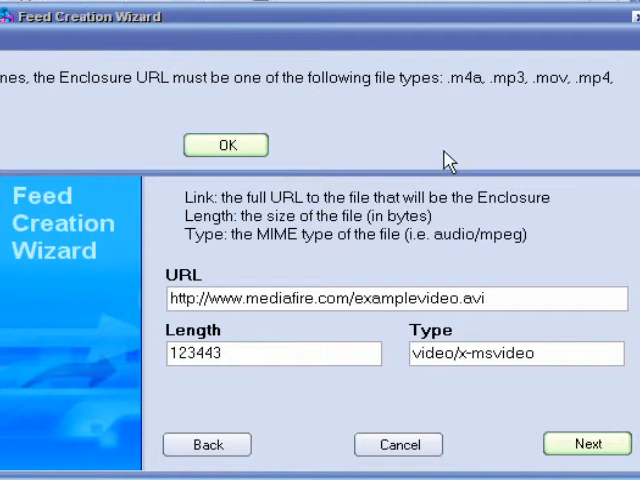 Feed Creation Wizard
nes, the Enclosure URL must be one of the following file types: .m4a, .mp3, .mov, .mp4,
OK
Feed
Creation
Wizard
Link: the full URL to the file that will be the Enclosure
Length: the size of the file (in bytes)
Type: the MIME type of the file (i.e. audio/mpeg)
URL
http://www.mediafire.com/examplevideo.avi
Length
Type
123443
video/x-msvideo
Back
Cancel
Next